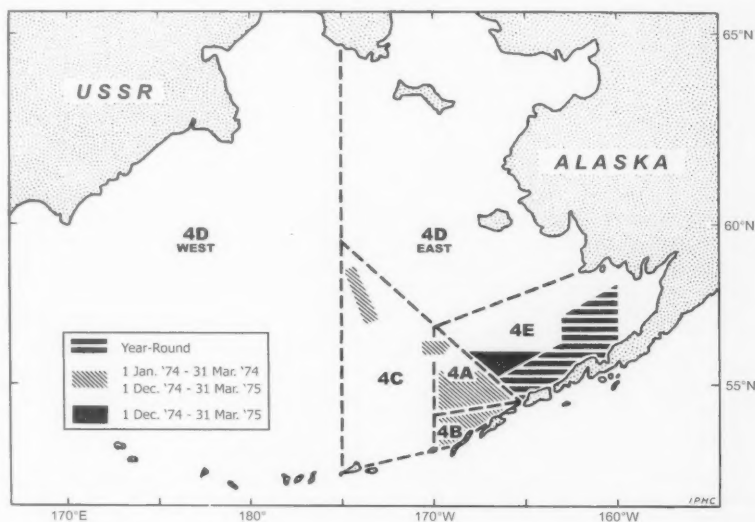 65°N
USSR
ALASKA
60°N
4D
WEST
4D
EAST
4E
Year-Round
1 Jan. '74 - 31 Mar. '74
1 Dec. '74 - 31 Mar. '75
1 Dec. '74 - 31 Mar. '75
4C
4A
55°N
4B
IPHC
170°E
180°
170°W
160°W